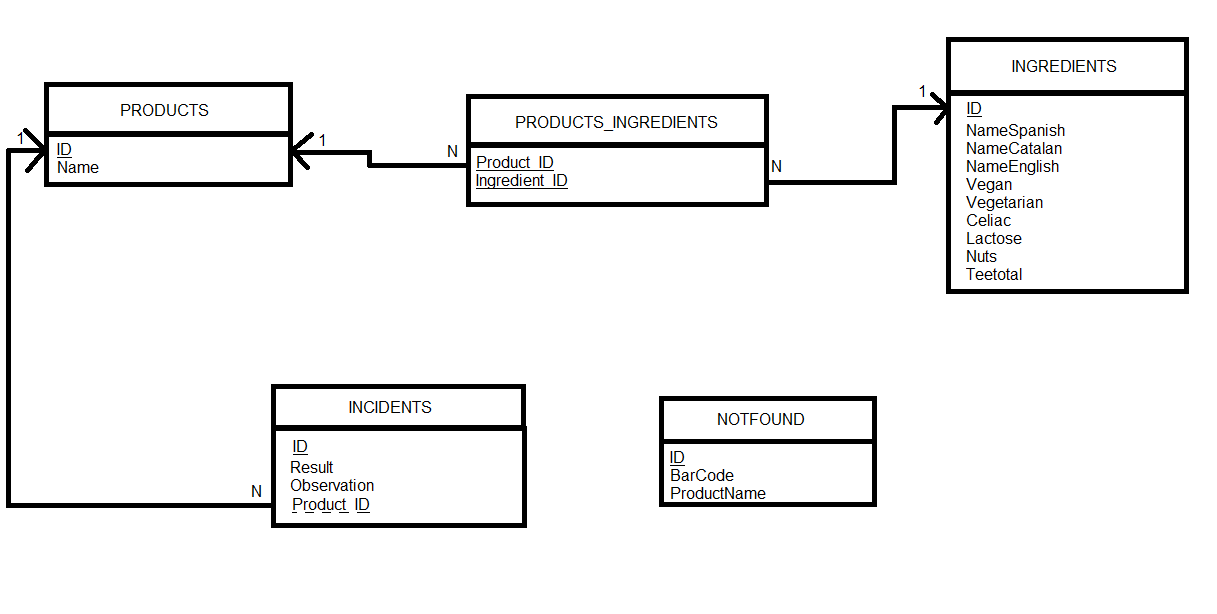 PRODUCTS
ID
Name
1
1
PRODUCTS_INGREDIENTS
Product_ID
Ingredient_ID
N
N
INGREDIENTS
1
ID
NameSpanish
NameCatalan
NameEnglish
Vegan
Vegetarian
Celiac
Lactose
Nuts
Teetotal
INCIDENTS
ID
Result
Observation
Product_ID
N
NOTFOUND
ID
BarCode
ProductName